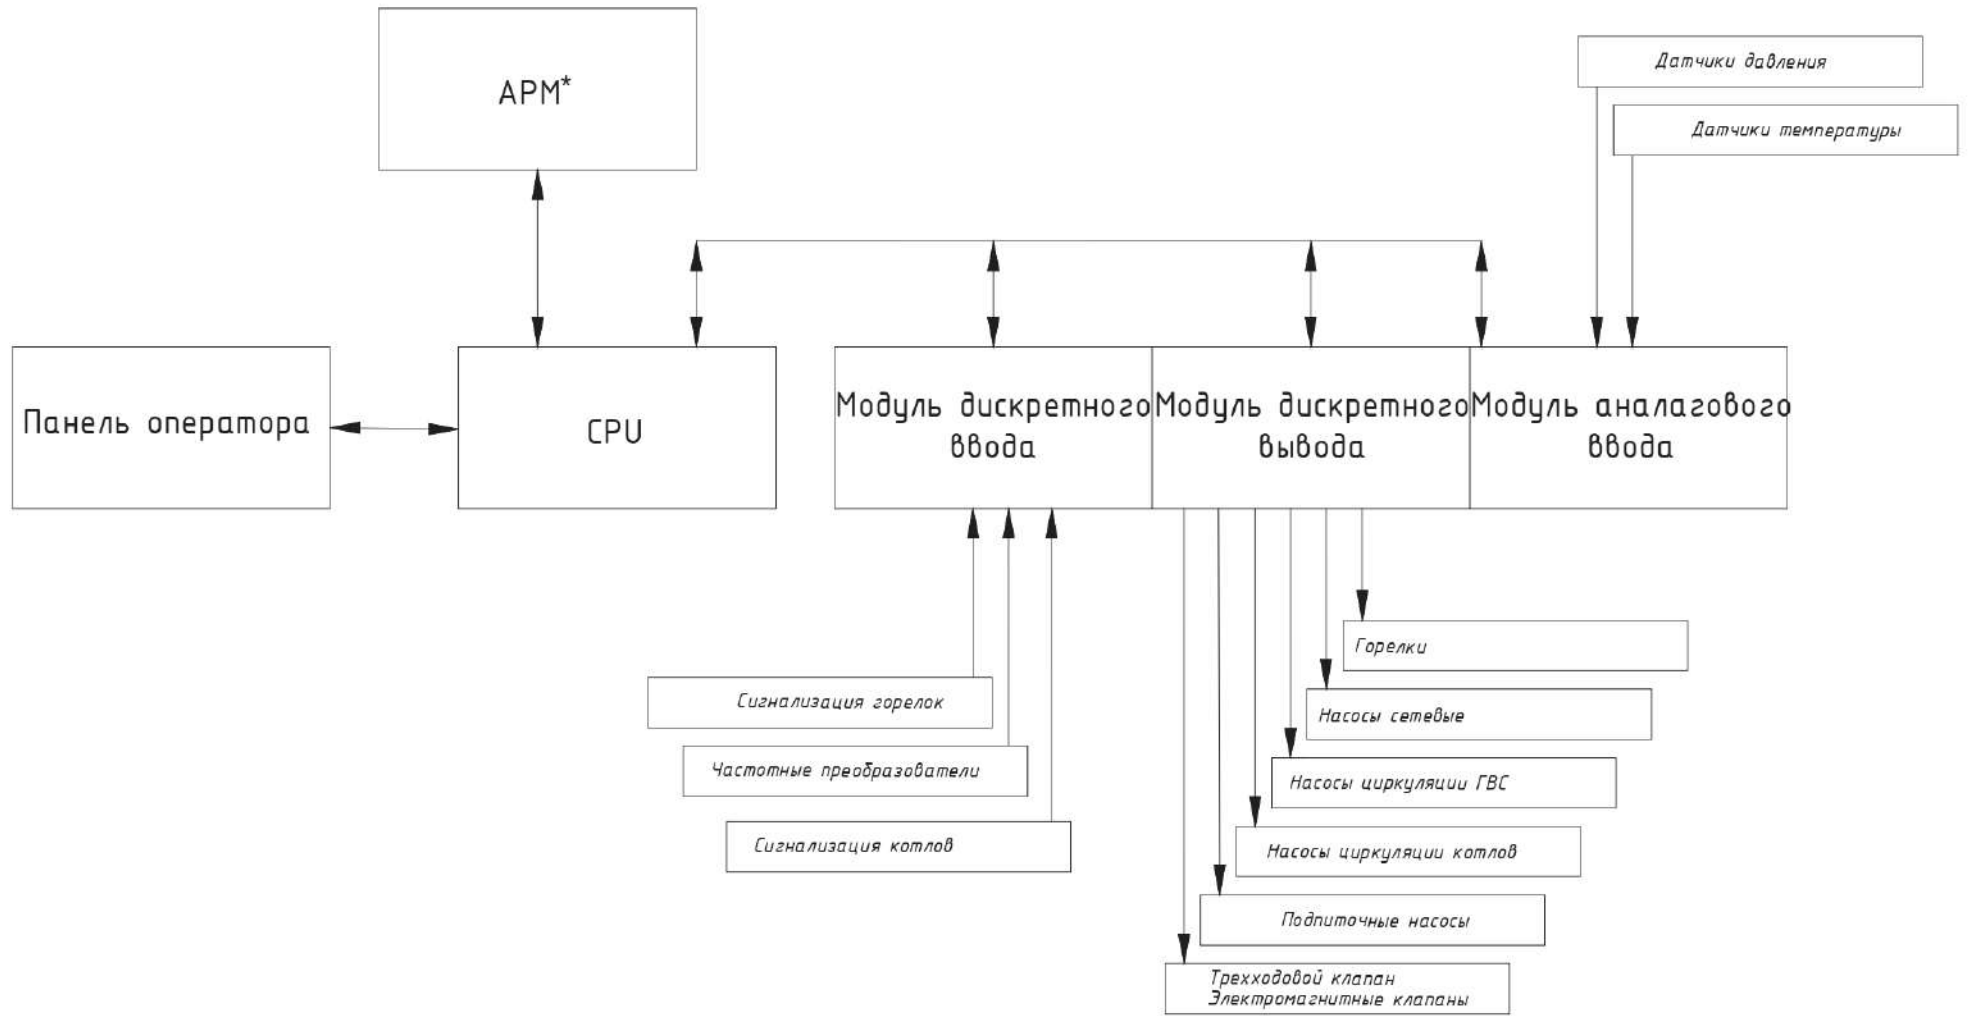 АРМ*
Датчики давления
Датчики температуры
Панель оператора
CPU
Модуль дискретного
ввода
Модуль дискретного
вывода
Модуль аналагового
ввода
Горелки
Сигнализация горелок
Насосы сетевые
Частотные преобразователи
Насосы циркуляции ГВС
Сигнализация котлов
Насосы циркуляции котлов
Подпиточные насосы
Трехходовой клапан
Электромагнитные клапаны